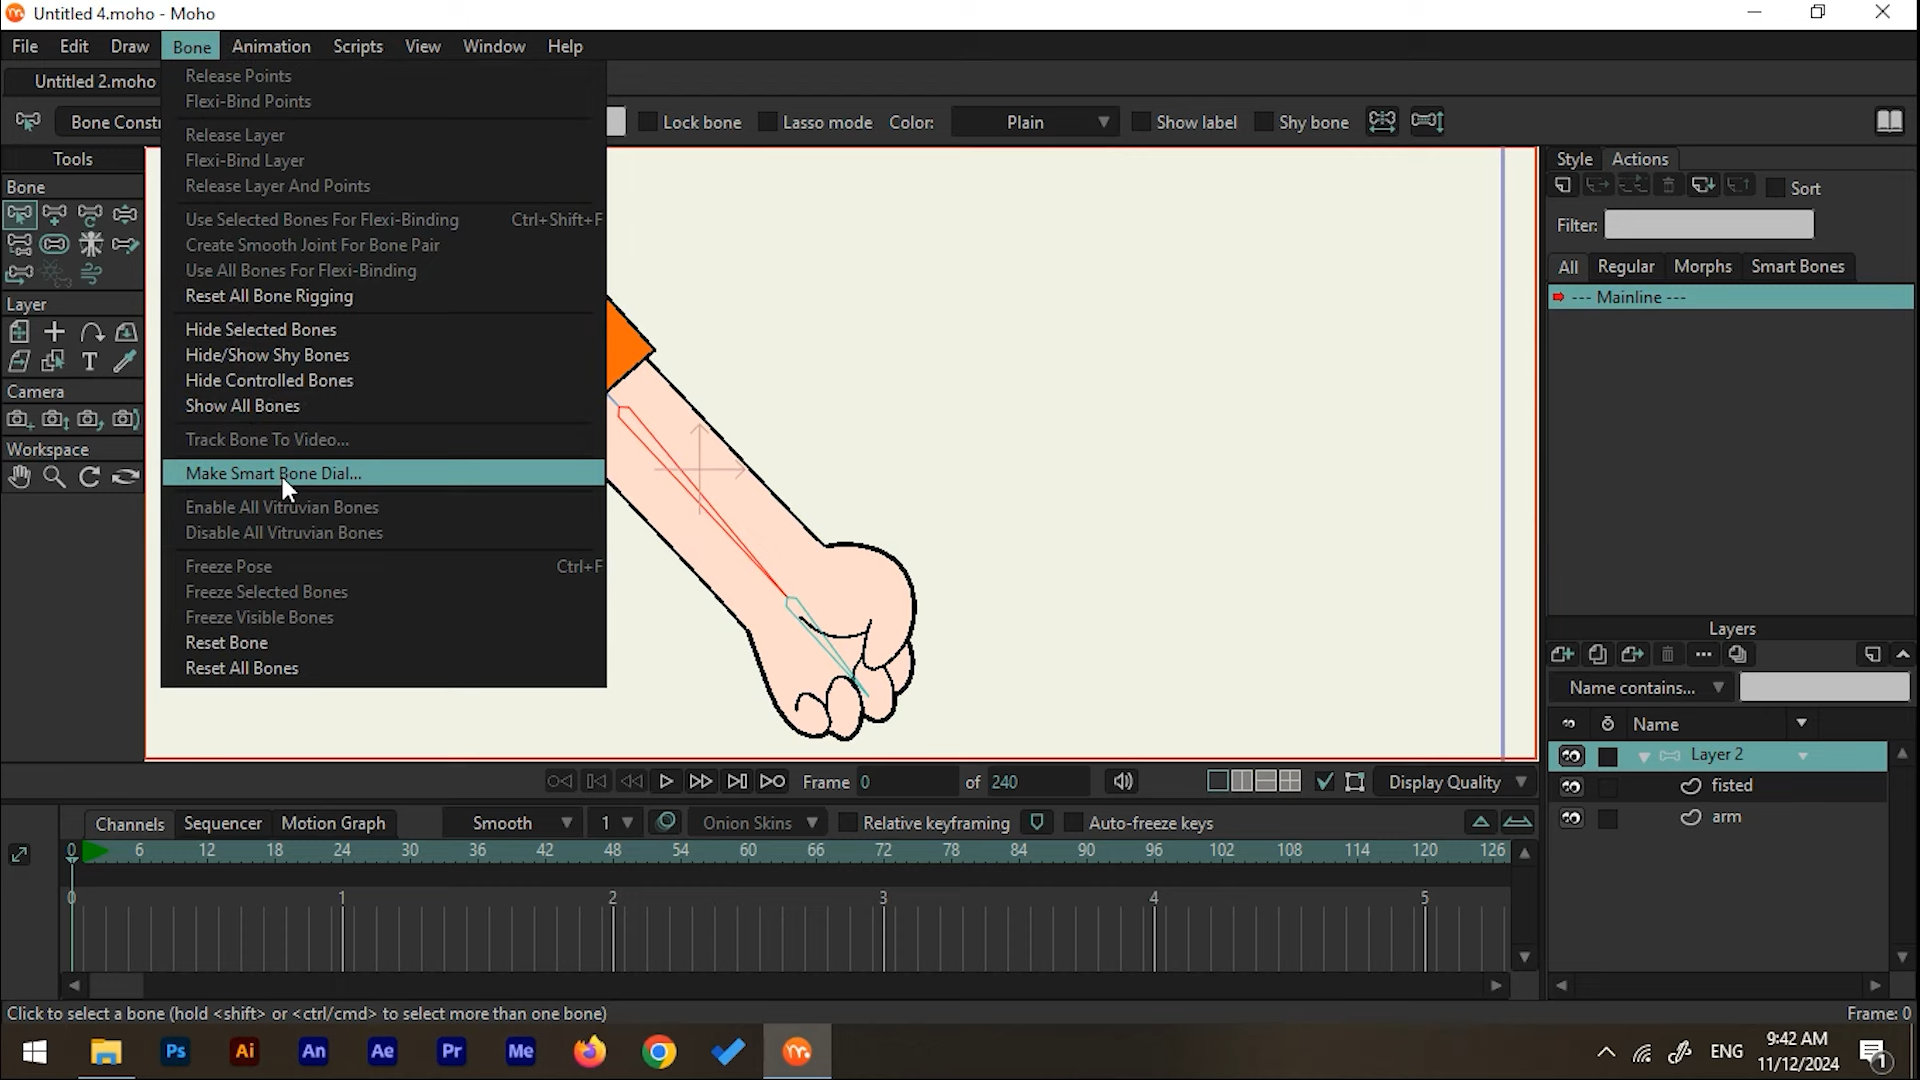 Untitled 4.moho - Moho
File Edit Draw Bone Animation Scripts View Window Help
Untitled 2.moho
Bone Constr
Lock bone Lasso mode Color: Plain Show label Shy bone
Release Points
Flexi-Bind Points
Release Layer
Flexi-Bind Layer
Release Layer And Points
Use Selected Bones For Flexi-Binding Ctrl+Shift+F
Create Smooth Joint For Bone Pair
Use All Bones For Flexi-Binding
Reset All Bone Rigging
Hide Selected Bones
Hide/Show Shy Bones
Hide Controlled Bones
Show All Bones
Track Bone To Video...
Make Smart Bone Dial...
Enable All Vitruvian Bones
Disable All Vitruvian Bones
Freeze Pose Ctrl+F
Freeze Selected Bones
Freeze Visible Bones
Reset Bone
Reset All Bones
Tools
Bone
Layer
T
Camera
Workspace
Style Actions
Sort
Filter:
All Regular Morphs Smart Bones
--- Mainline ---
Layers
Name contains...
Name
Layer 2
fisted
arm
Frame 0 of 240 Display Quality
Channels Sequencer Motion Graph Smooth 1 Onion Skins Relative keyframing Auto-freeze keys
0 6 12 18 24 30 36 42 48 54 60 66 72 78 84 90 96 102 108 114 120 126
0 1 2 3 4 5
Click to select a bone (hold <shift> or <ctrl/cmd> to select more than one bone)
Frame: 0
Ps Ai An Ae Pr Me
ENG
9:42 AM
11/12/2024
1